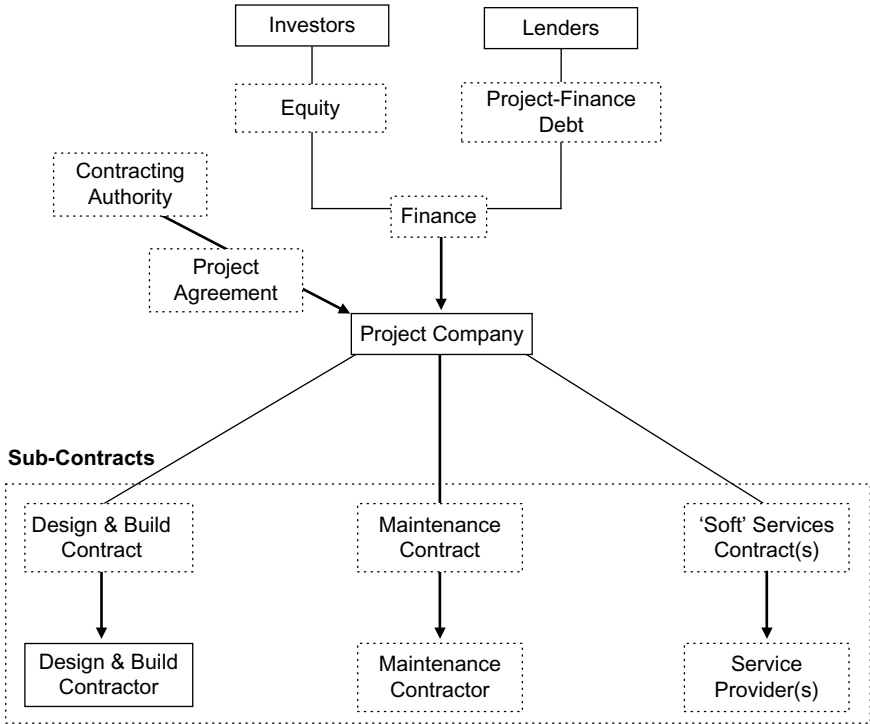 Investors
Lenders
Equity
Project-Finance
Debt
Contracting
Authority
Finance
Project
Agreement
Project Company
Sub-Contracts
Design & Build
Contract
Maintenance
Contract
‘Soft’ Services
Contract(s)
Design & Build
Contractor
Maintenance
Contractor
Service
Provider(s)